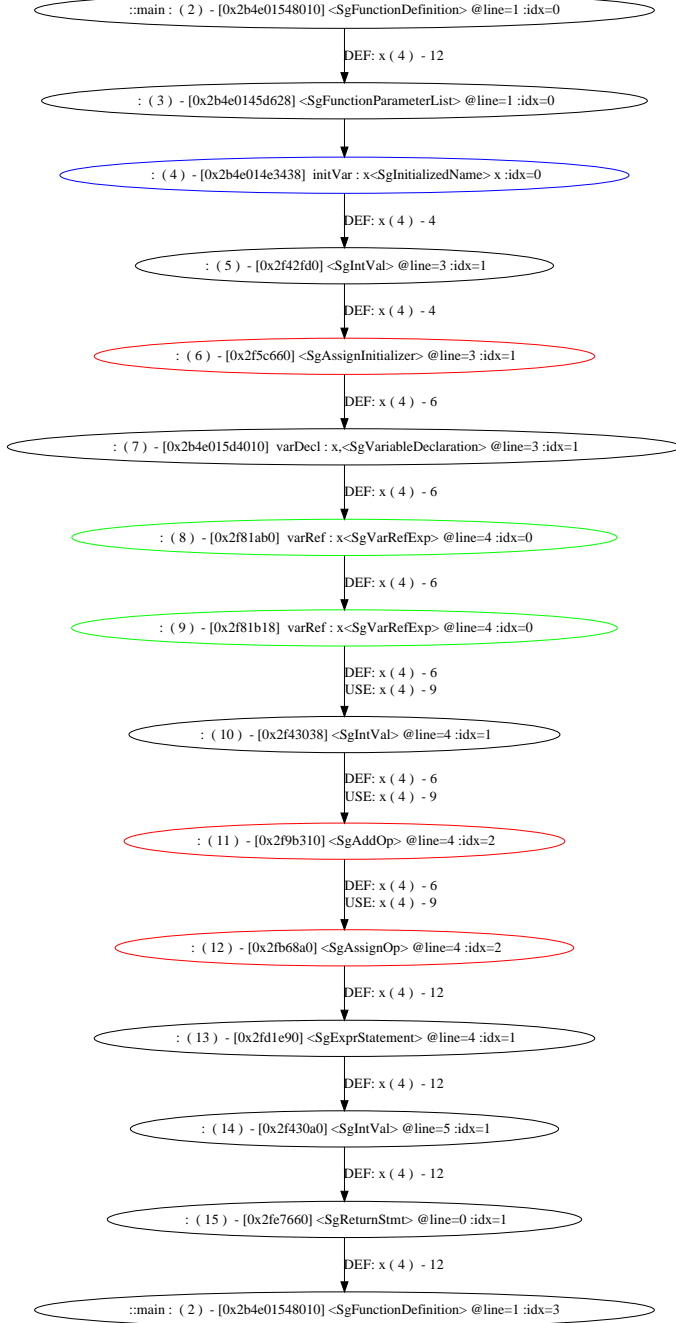 ::main : ( 2 ) - [0x2b4e01548010] <SgFunctionDefinition> @line=1 :idx=0
DEF: x ( 4 ) - 12
: ( 3 ) - [0x2b4e0145d628] <SgFunctionParameterList> @line=1 :idx=0
: ( 4 ) - [0x2b4e014e3438] initVar : x<SgInitializedName> x :idx=0
DEF: x ( 4 ) - 4
: ( 5 ) - [0x2f42fd0] <SgIntVal> @line=3 :idx=1
DEF: x ( 4 ) - 4
: ( 6 ) - [0x2f5c660] <SgAssignInitializer> @line=3 :idx=1
DEF: x ( 4 ) - 6
: ( 7 ) - [0x2b4e015d4010] varDecl : x,<SgVariableDeclaration> @line=3 :idx=1
DEF: x ( 4 ) - 6
: ( 8 ) - [0x2f81ab0] varRef : x<SgVarRefExp> @line=4 :idx=0
DEF: x ( 4 ) - 6
: ( 9 ) - [0x2f81b18] varRef : x<SgVarRefExp> @line=4 :idx=0
DEF: x ( 4 ) - 6
USE: x ( 4 ) - 9
: ( 10 ) - [0x2f43038] <SgIntVal> @line=4 :idx=1
DEF: x ( 4 ) - 6
USE: x ( 4 ) - 9
: ( 11 ) - [0x2f9b310] <SgAddOp> @line=4 :idx=2
DEF: x ( 4 ) - 6
USE: x ( 4 ) - 9
: ( 12 ) - [0x2fb68a0] <SgAssignOp> @line=4 :idx=2
DEF: x ( 4 ) - 12
: ( 13 ) - [0x2fd1e90] <SgExprStatement> @line=4 :idx=1
DEF: x ( 4 ) - 12
: ( 14 ) - [0x2f430a0] <SgIntVal> @line=5 :idx=1
DEF: x ( 4 ) - 12
: ( 15 ) - [0x2fe7660] <SgReturnStmt> @line=0 :idx=1
DEF: x ( 4 ) - 12
::main : ( 2 ) - [0x2b4e01548010] <SgFunctionDefinition> @line=1 :idx=3